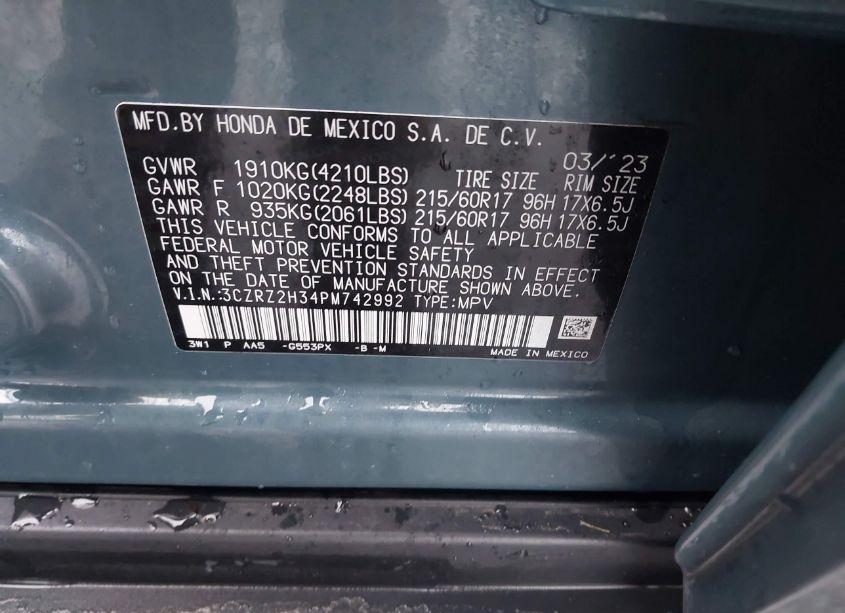 MFD.BY HONDA DE MEXICO S.A. DE C.V.
03/'23
GVWR 1910KG(4210LBS) TIRE SIZE RIM SIZE
GAWR F 1020KG(2248LBS) 215/60R17 96H 17X6.5J
GAWR R 935KG(2061LBS) 215/60R17 96H 17X6.5J
THIS VEHICLE CONFORMS TO ALL APPLICABLE
FEDERAL MOTOR VEHICLE SAFETY
AND THEFT PREVENTION STANDARDS IN EFFECT
ON THE DATE OF MANUFACTURE SHOWN ABOVE.
V.I.N.:3CZRZ2H34PM742992 TYPE:MPV
3W1 P AA5 -G553PX -B -M
MADE IN MEXICO